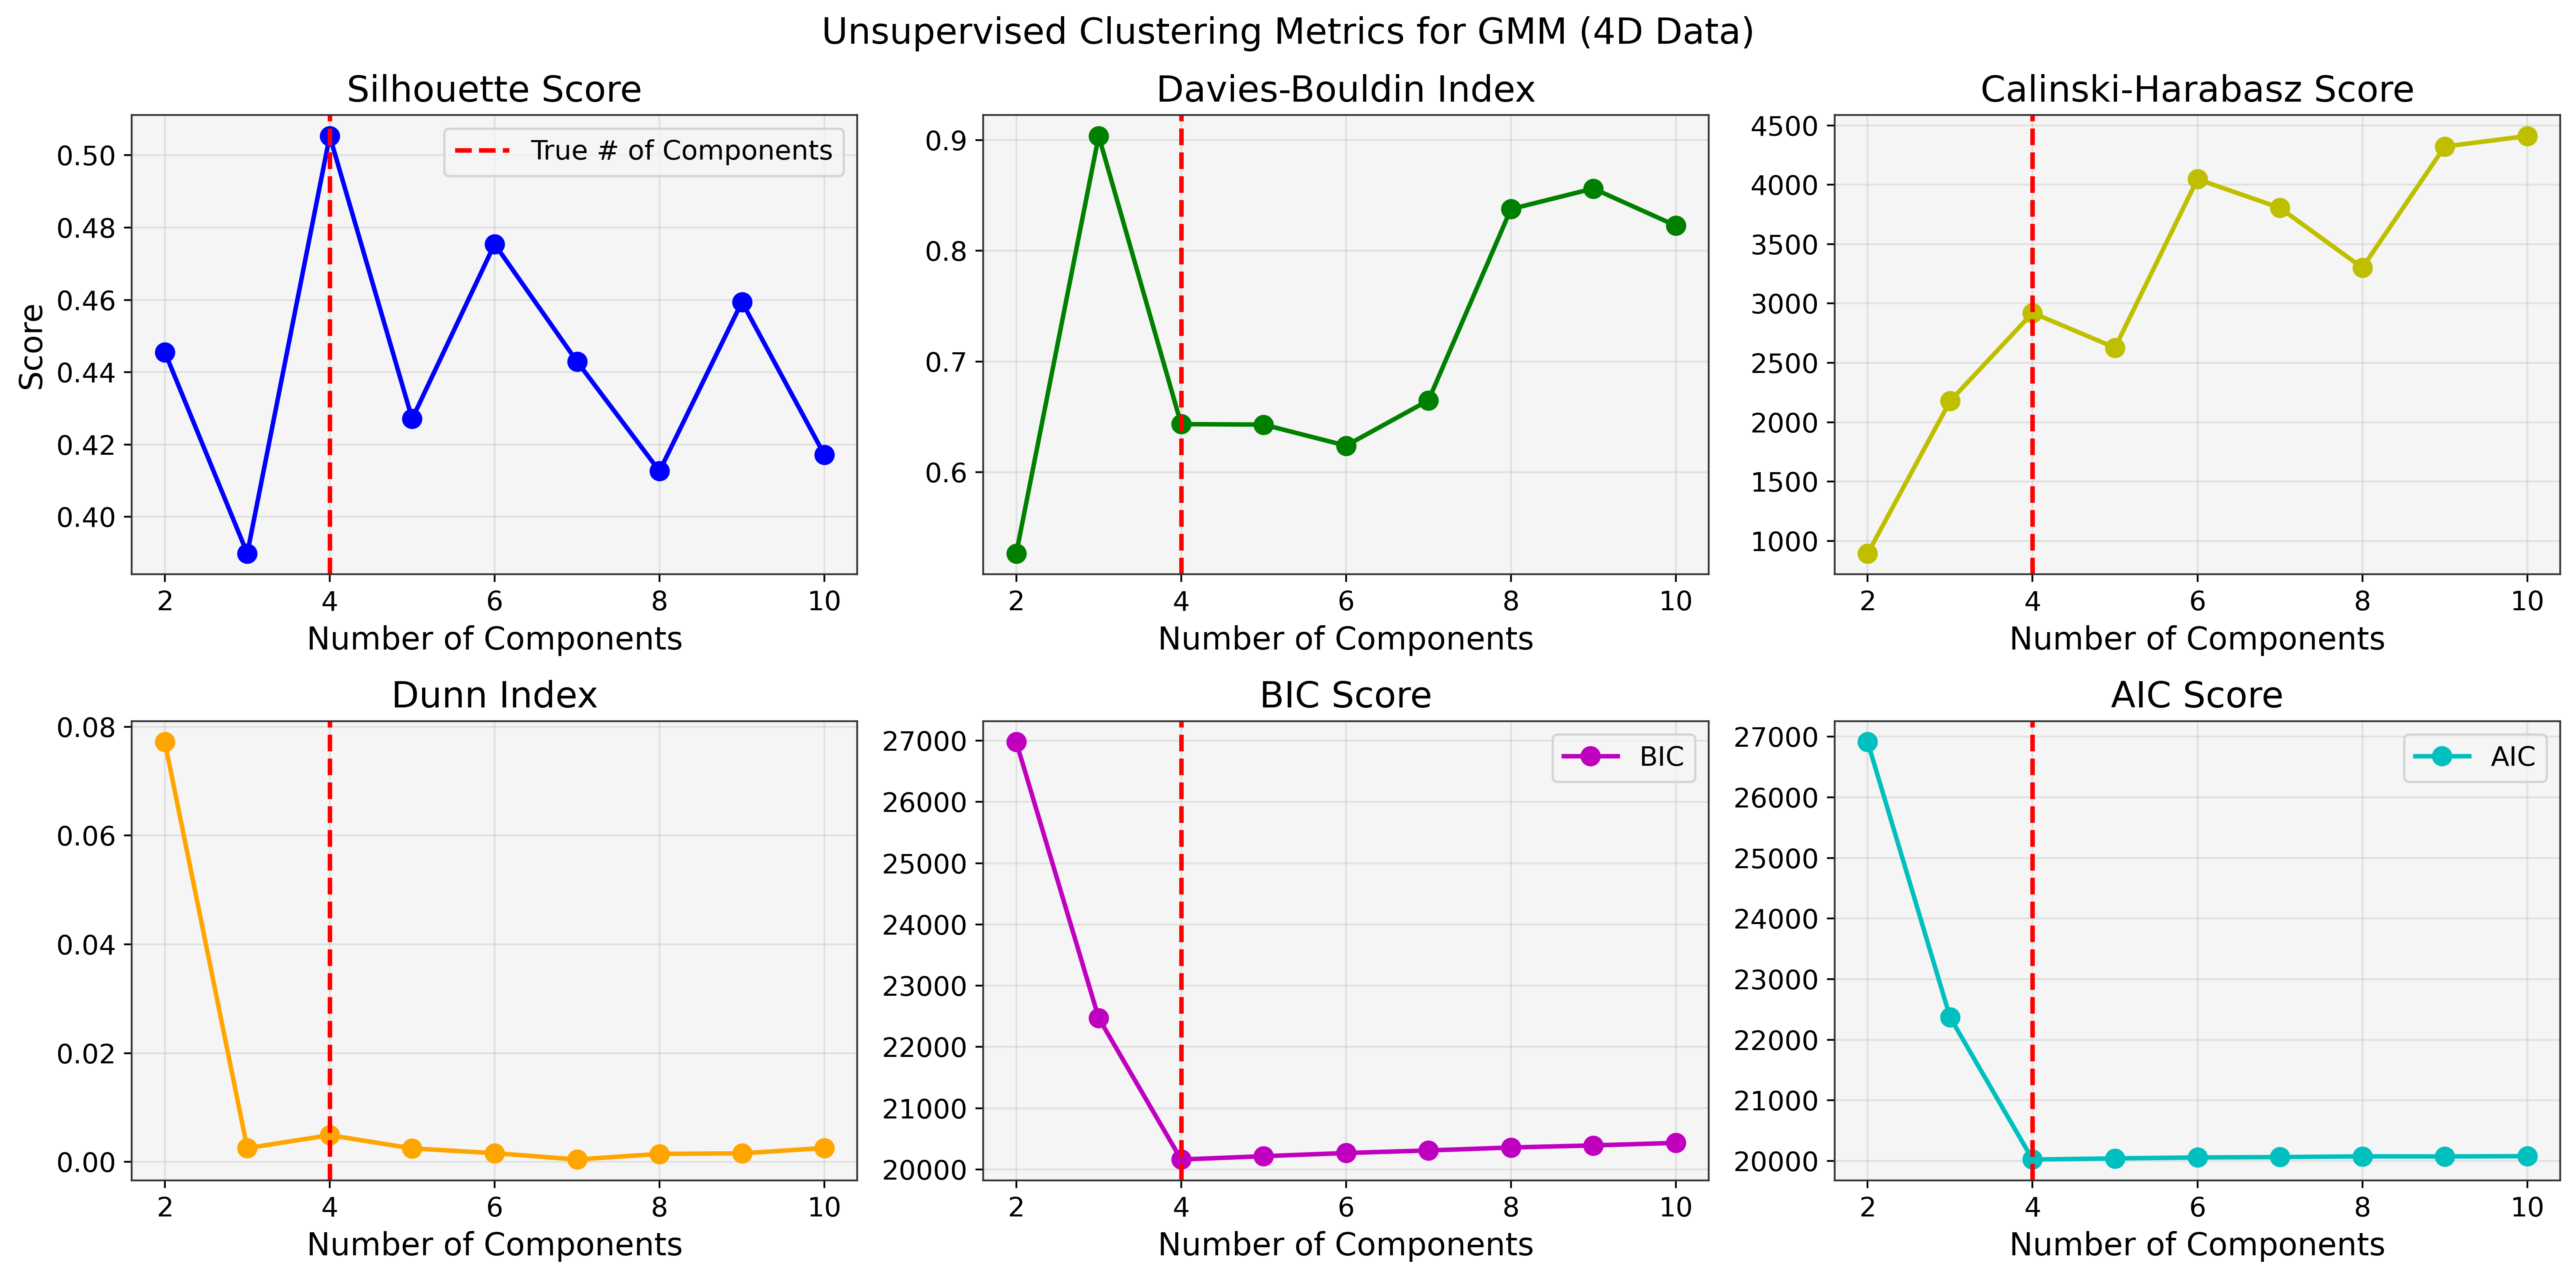 Unsupervised Clustering Metrics for GMM (4D Data)
Silhouette Score
Score
0.50
0.48
0.46
0.44
0.42
0.40
True # of Components
2 4 6 8 10
Number of Components
Davies-Bouldin Index
0.9
0.8
0.7
0.6
2 4 6 8 10
Number of Components
Calinski-Harabasz Score
4500
4000
3500
3000
2500
2000
1500
1000
2 4 6 8 10
Number of Components
Dunn Index
0.08
0.06
0.04
0.02
0.00
2 4 6 8 10
Number of Components
BIC Score
27000
26000
25000
24000
23000
22000
21000
20000
BIC
2 4 6 8 10
Number of Components
AIC Score
27000
26000
25000
24000
23000
22000
21000
20000
AIC
2 4 6 8 10
Number of Components